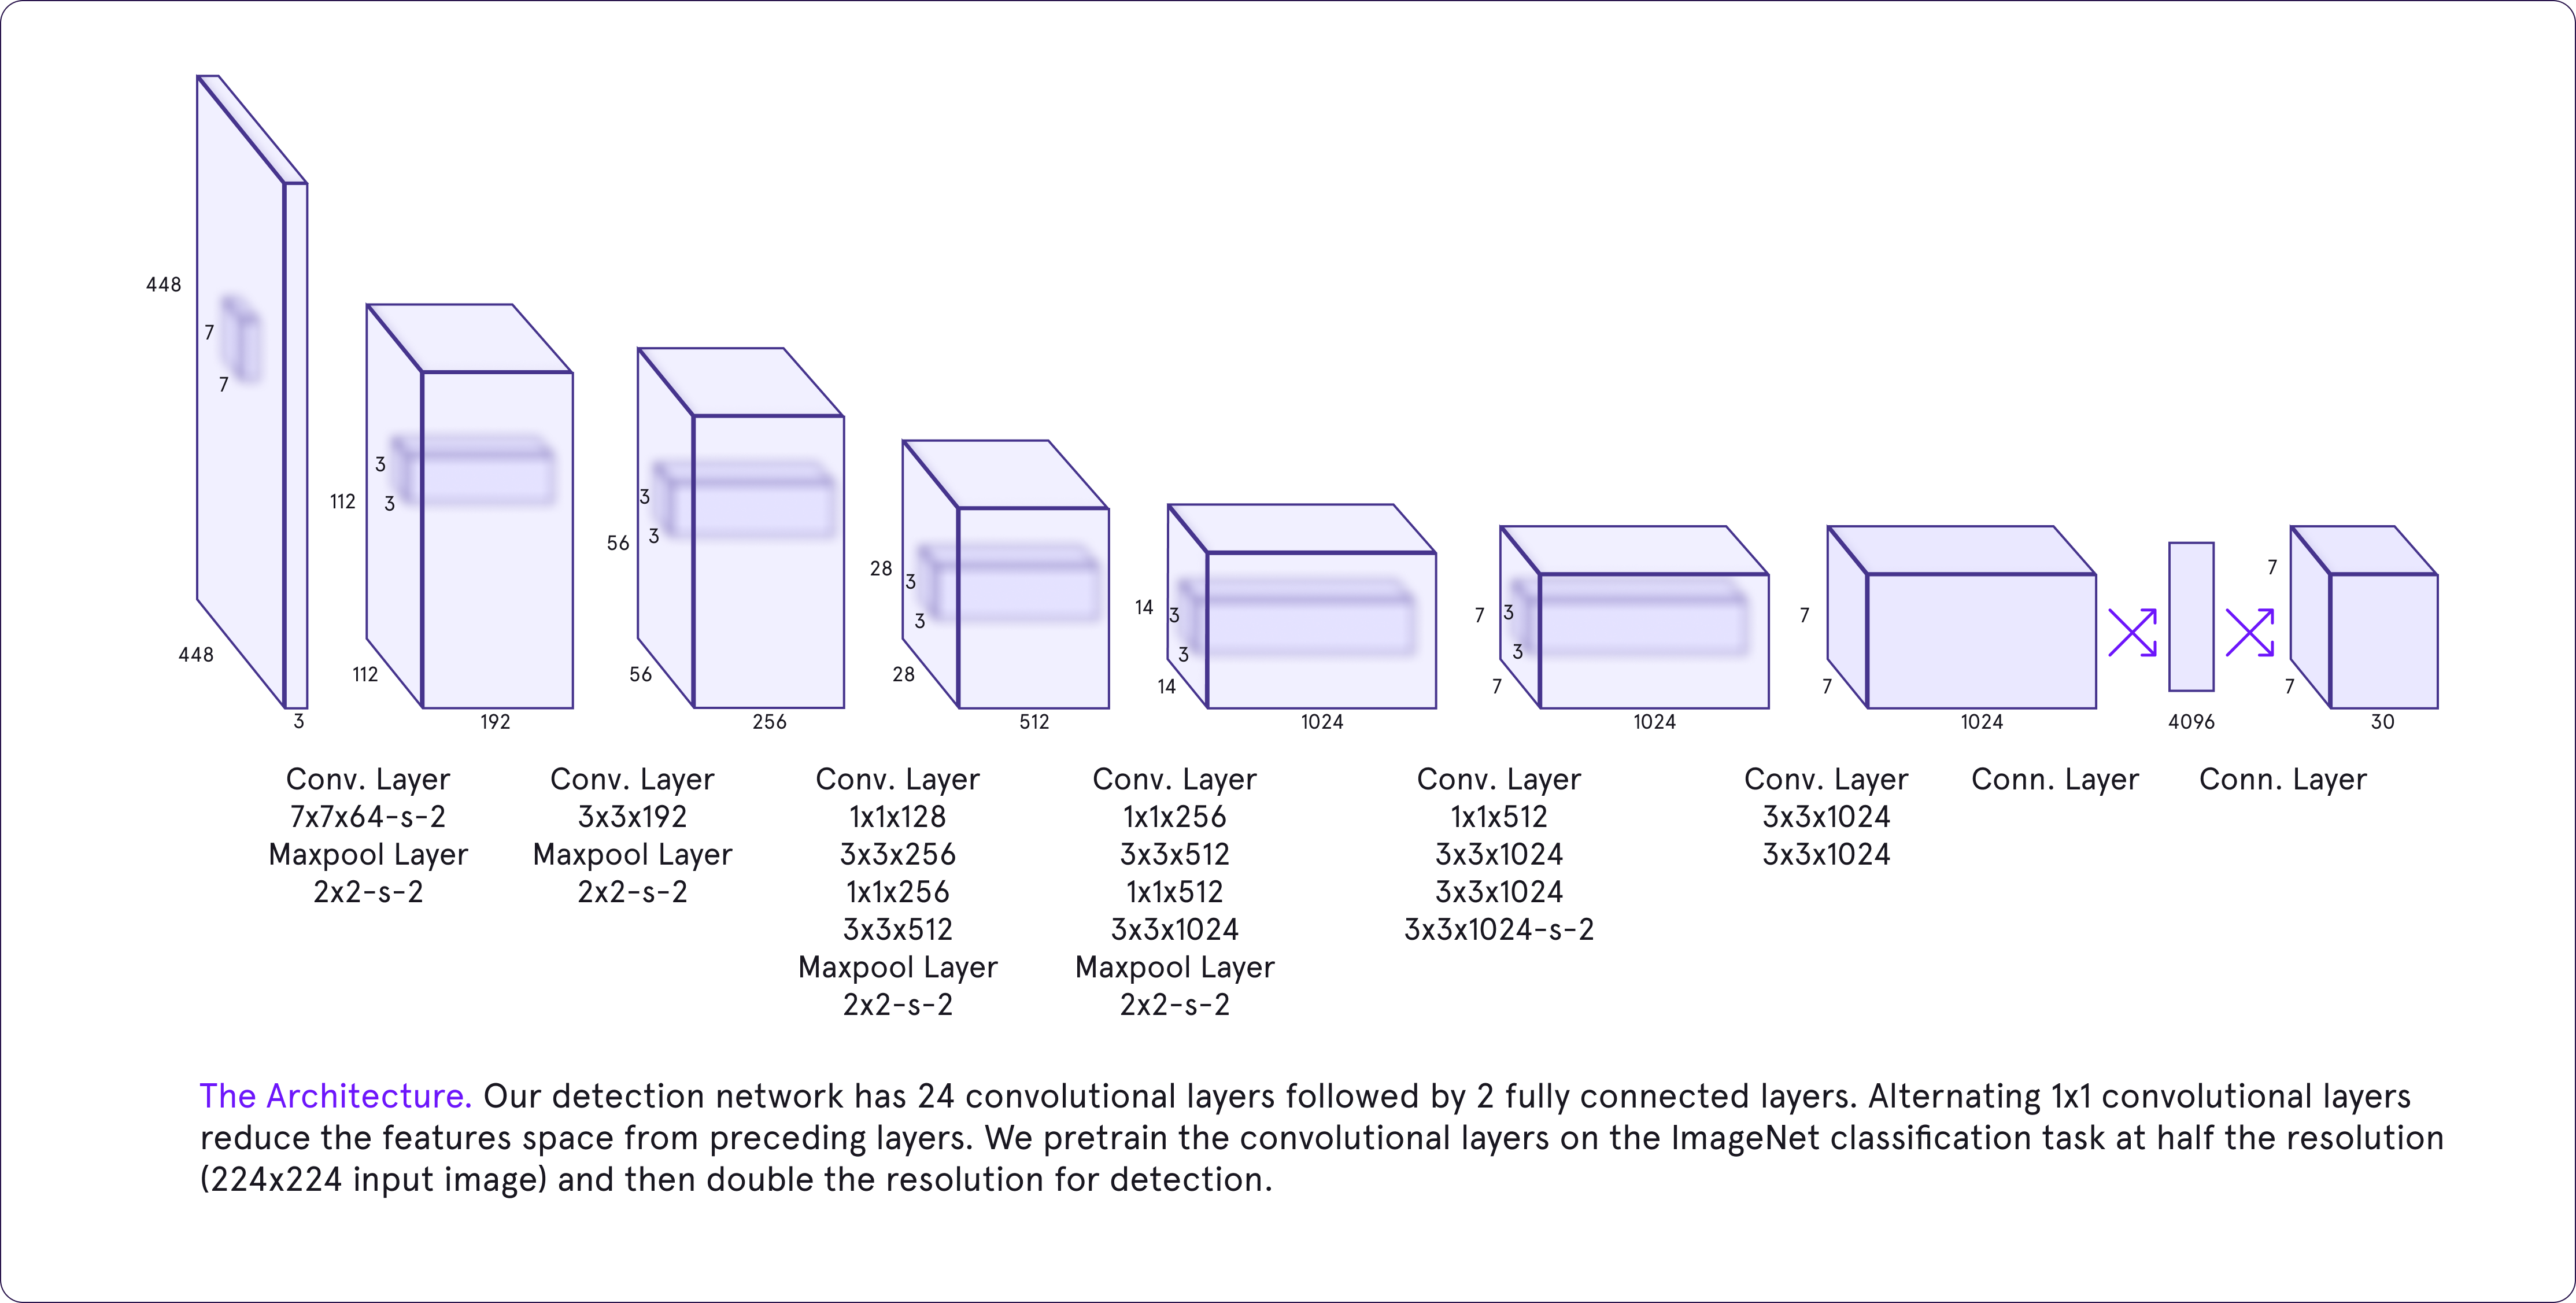 448
7
7
448
3
112
3
3
112
192
56
3
3
56
256
28
3
3
28
512
14
3
3
14
1024
7
3
3
7
1024
7
7
1024
4096
7
7
30
Conv. Layer
7x7x64-s-2
Maxpool Layer
2x2-s-2
Conv. Layer
3x3x192
Maxpool Layer
2x2-s-2
Conv. Layer
1x1x128
3x3x256
1x1x256
3x3x512
Maxpool Layer
2x2-s-2
Conv. Layer
1x1x256
3x3x512
1x1x512
3x3x1024
Maxpool Layer
2x2-s-2
Conv. Layer
1x1x512
3x3x1024
3x3x1024
3x3x1024-s-2
Conv. Layer
3x3x1024
3x3x1024
Conn. Layer
Conn. Layer
The Architecture. Our detection network has 24 convolutional layers followed by 2 fully connected layers. Alternating 1x1 convolutional layers
reduce the features space from preceding layers. We pretrain the convolutional layers on the ImageNet classification task at half the resolution
(224x224 input image) and then double the resolution for detection.